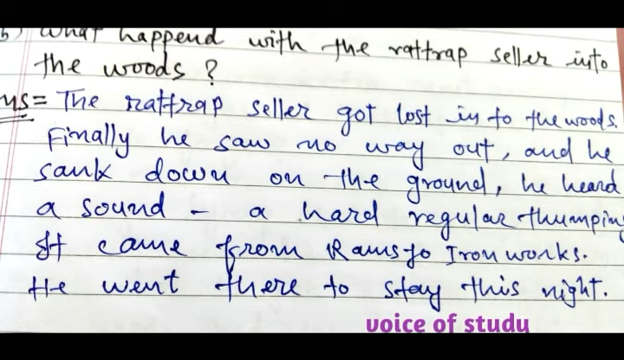 b) What happend with the rattrap seller into
the woods ?
ns= The rattrap seller got lost in to the woods.
Finally he saw no way out, and he
sank down on the ground, he heard
a sound - a hard regular thumping
It came from Ramsjo Iron works.
He went there to stay this night.
voice of study